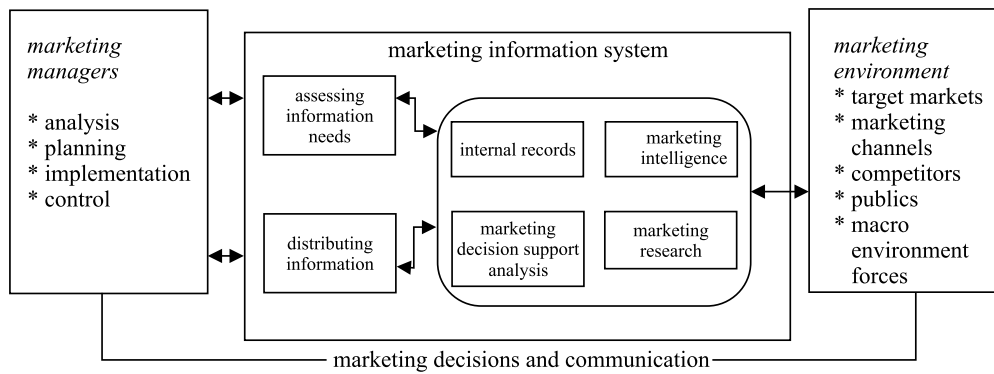 marketing
managers
* analysis
* planning
* implementation
* control
marketing information system
assessing
information
needs
distributing
information
internal records
marketing
intelligence
marketing
decision support
analysis
marketing
research
marketing
environment
* target markets
* marketing
channels
* competitors
* publics
* macro
environment
forces
marketing decisions and communication